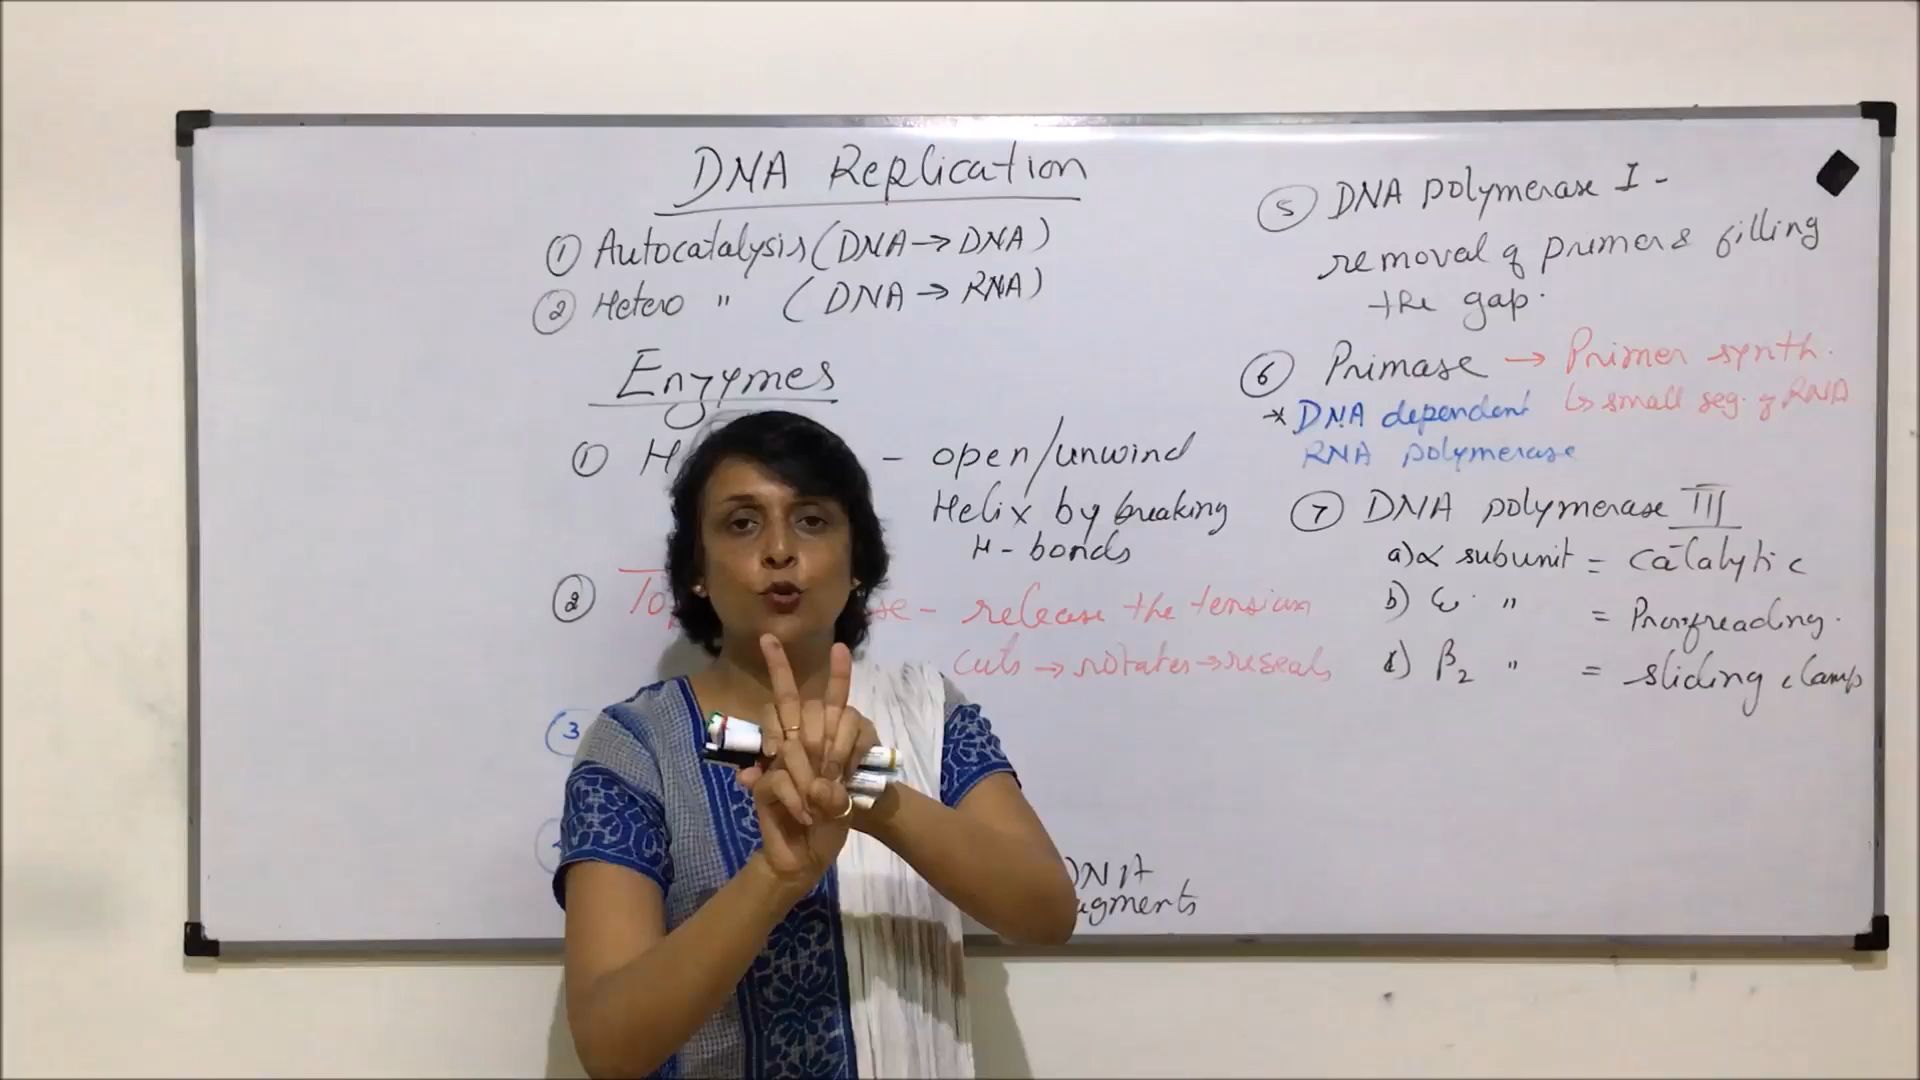 DNA Replication
① Autocatalysis (DNA → DNA)
② Hetero " (DNA → RNA)
Enzymes
① H - open/unwind
Helix by breaking
H-bonds
② To se - release the tension
cuts → rotates → reseals
③
DNA
gments
⑤ DNA polymerase I -
removal of primer & filling
the gap.
⑥ Primase → Primer synth.
↳ small seg. of RNA
* DNA dependent
RNA polymerase
⑦ DNA polymerase III
a) α subunit = catalytic
b) ω " = Proofreading.
c) β2 " = sliding clamp